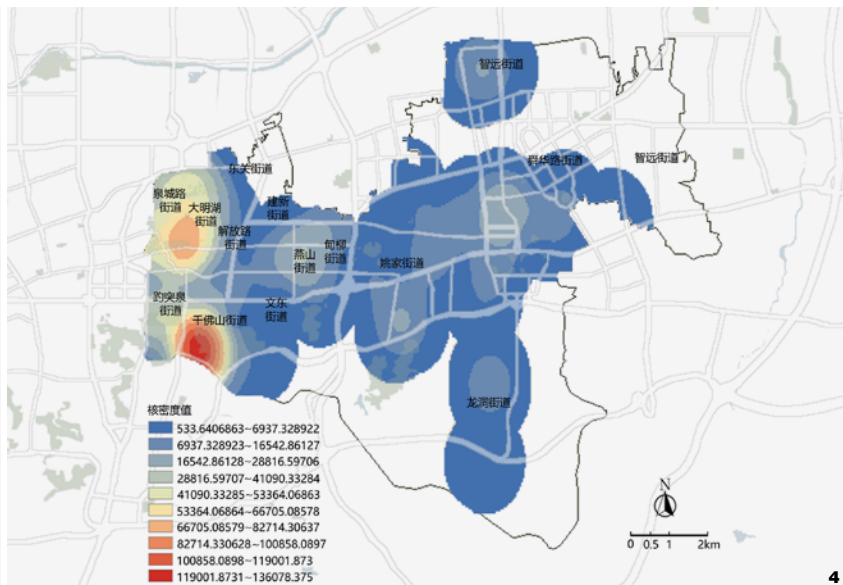 智远街道
舜华路街道
智远街道
东关街道
泉城路
街道
大明湖
街道
建新
街道
解放路
街道
燕山
街道
甸柳
街道
姚家街道
趵突泉
街道
文东
街道
千佛山街道
龙洞街道
核密度值
533.6406863~6937.328922
6937.328923~16542.86127
16542.86128~28816.59706
28816.59707~41090.33284
41090.33285~53364.06863
53364.06864~66705.08578
66705.08579~82714.30637
82714.330628~100858.0897
100858.0898~119001.873
119001.8731~136078.375
N
0 0.5 1 2km
4